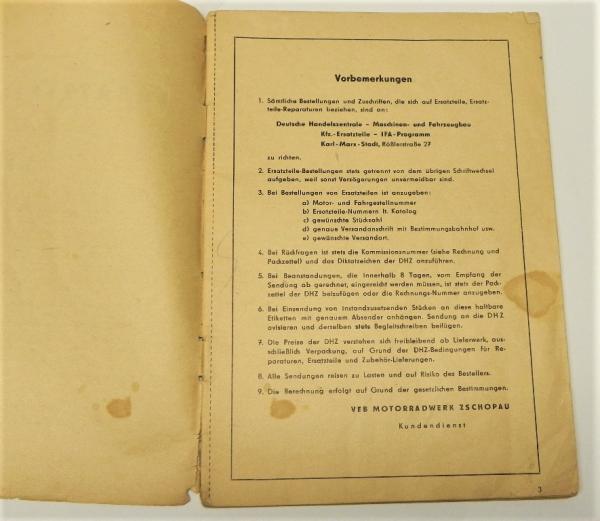 Vorbemerkungen
1. Sämtliche Bestellungen und Zuschriften, die sich auf Ersatzteile, Ersatz-
teile-Reparaturen beziehen, sind an:
Deutsche Handelszentrale – Maschinen- und Fahrzeugbau
Kfz.-Ersatzteile – IFA-Programm
Karl-Marx-Stadt, Rößlerstraße 27
zu richten.
2. Ersatzteile-Bestellungen stets getrennt von dem übrigen Schriftwechsel
aufgeben, weil sonst Verzögerungen unvermeidbar sind.
3. Bei Bestellungen von Ersatzteilen ist anzugeben:
a) Motor- und Fahrgestellnummer
b) Ersatzteile-Nummern lt. Katalog
c) gewünschte Stückzahl
d) genaue Versandanschrift mit Bestimmungsbahnhof usw.
e) gewünschte Versandart.
4. Bei Rückfragen ist stets die Kommissionsnummer (siehe Rechnung und
Packzettel) und das Diktatzeichen der DHZ anzuführen.
5. Bei Beanstandungen, die innerhalb 8 Tagen, vom Empfang der
Sendung ab gerechnet, eingereicht werden müssen, ist stets der Pack-
zettel der DHZ beizufügen oder die Rechnungs-Nummer anzugeben.
6. Bei Einsendung von instandzusetzenden Stücken an diese haltbare
Etiketten mit genauem Absender anhängen. Sendung an die DHZ
avisieren und derselben stets Begleitschreiben beifügen.
7. Die Preise der DHZ verstehen sich freibleibend ab Lieferwerk, aus-
schließlich Verpackung, auf Grund der DHZ-Bedingungen für Re-
paraturen, Ersatzteile und Zubehör-Lieferungen.
8. Alle Sendungen reisen zu Lasten und auf Risiko des Bestellers.
9. Die Berechnung erfolgt auf Grund der gesetzlichen Bestimmungen.
VEB MOTORRADWERK ZSCHOPAU
Kundendienst
3